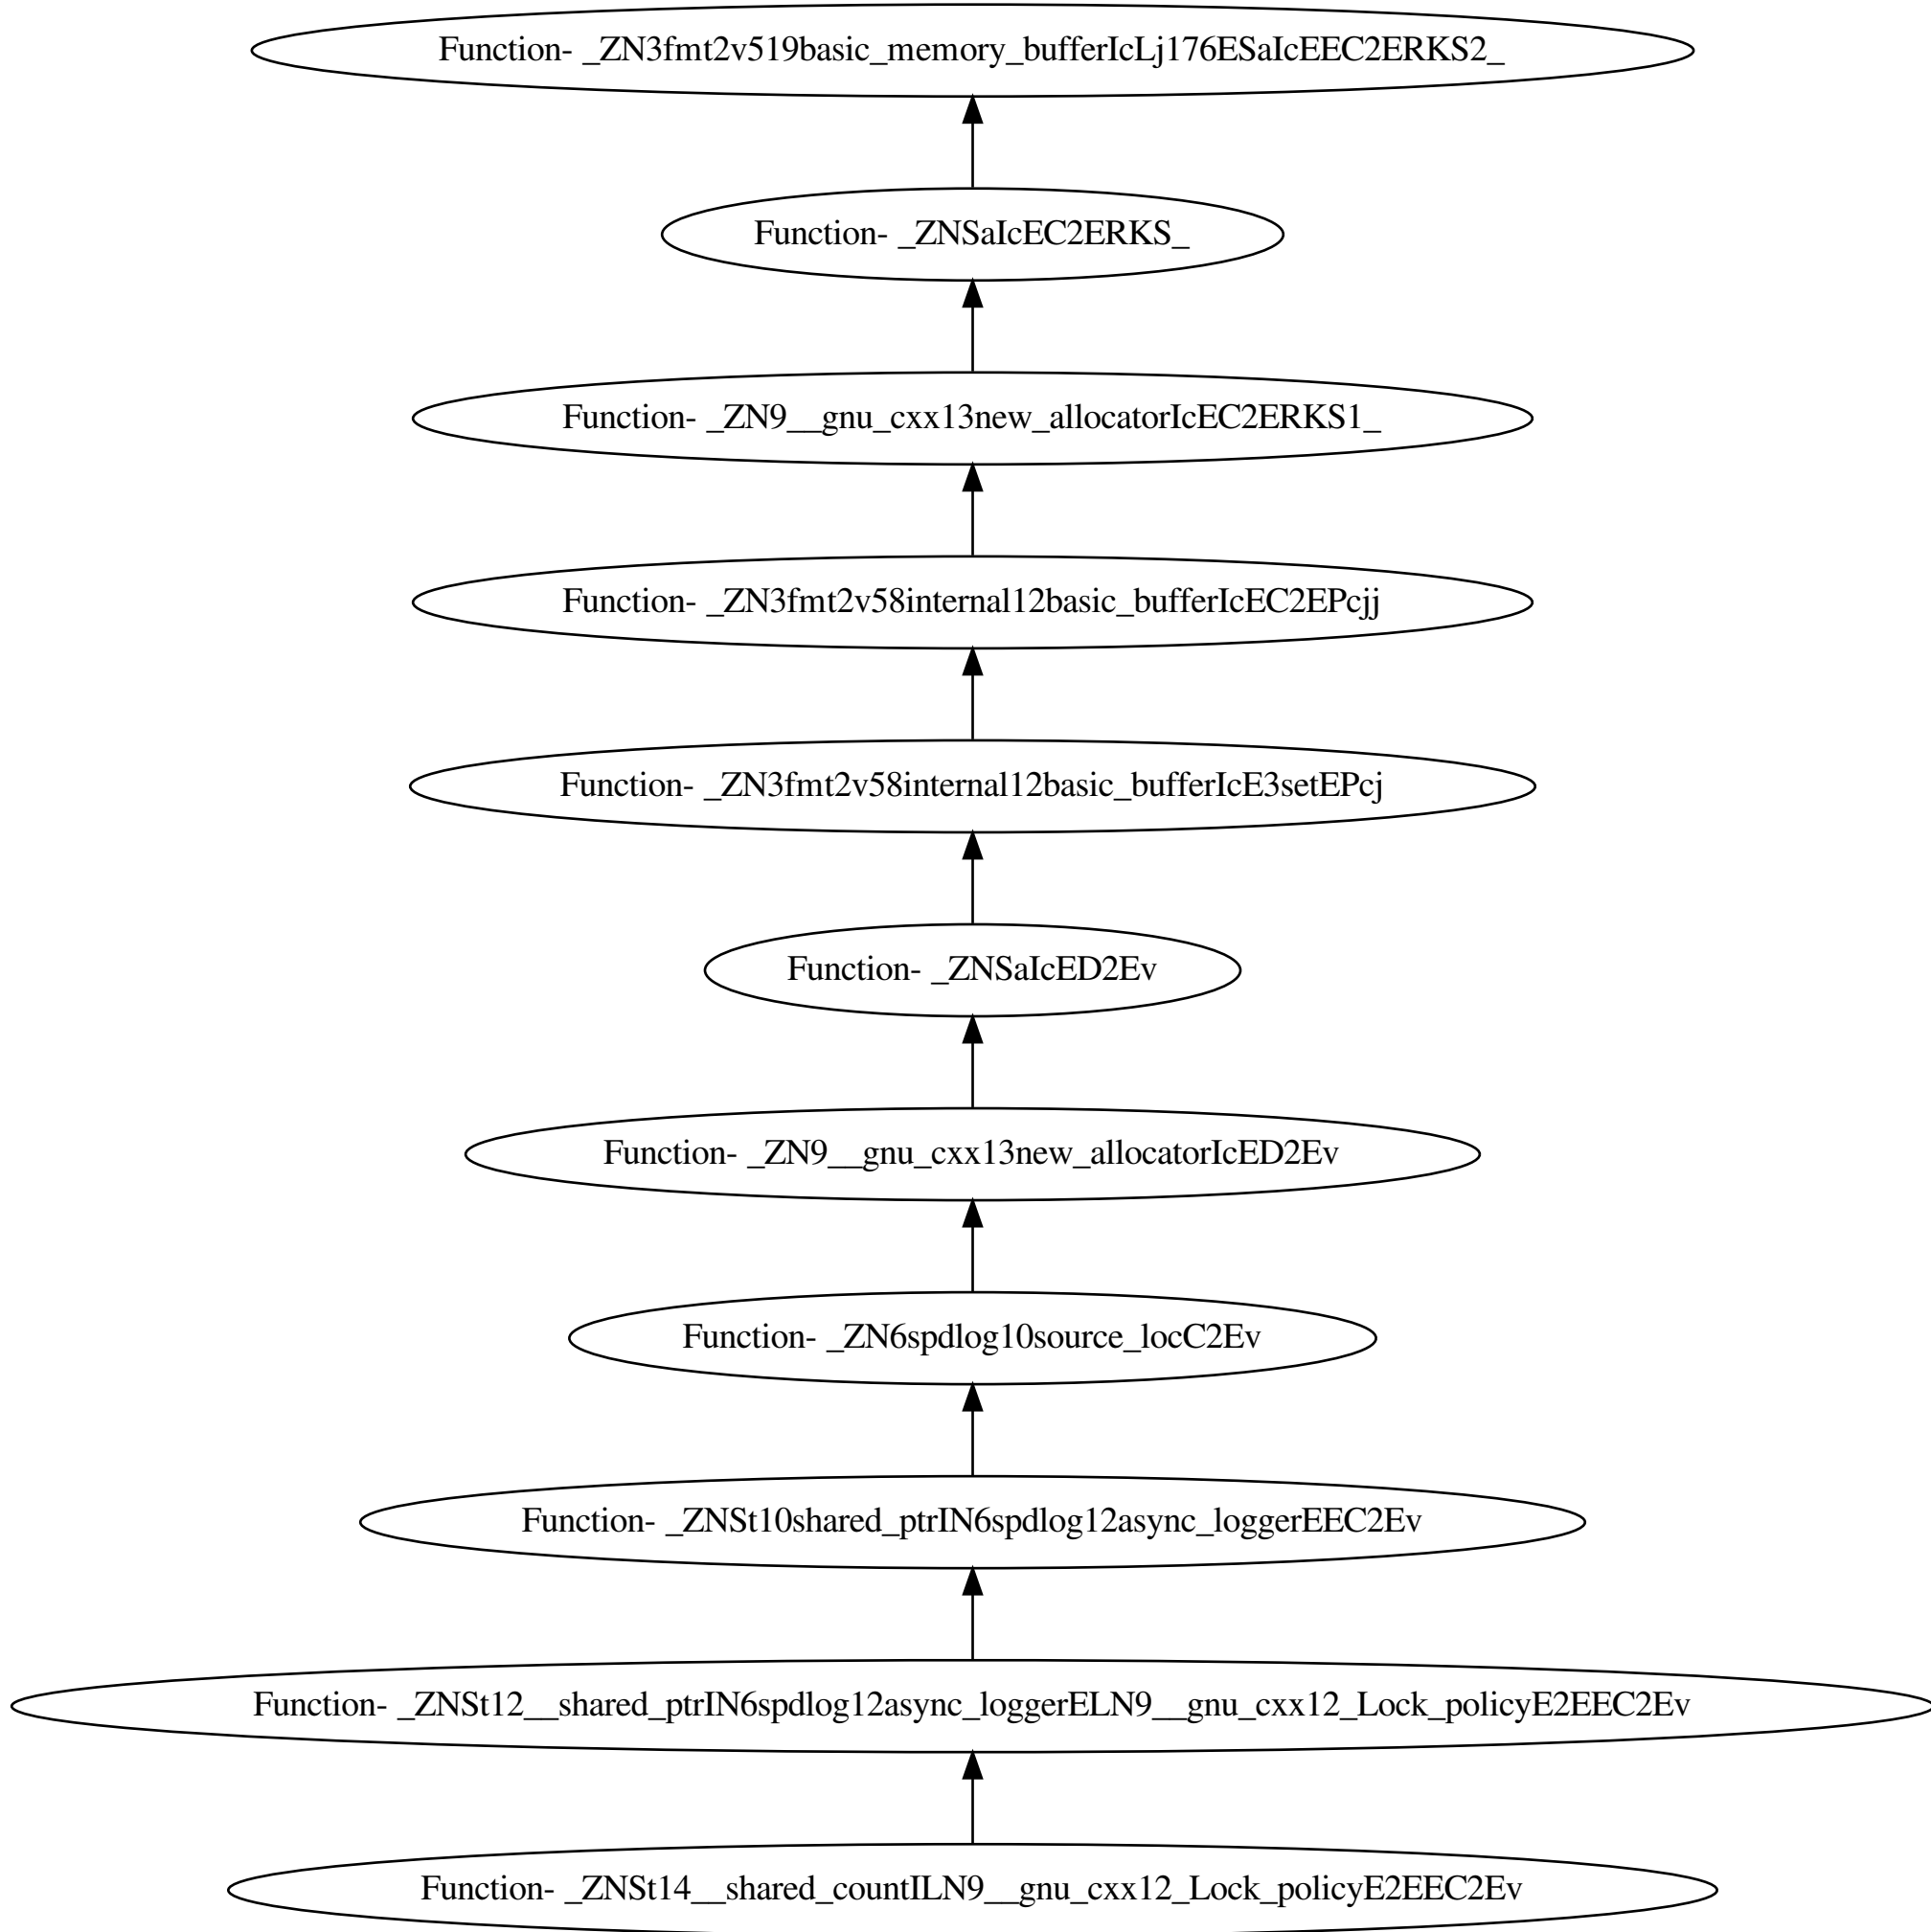 Function- _ZN3fmt2v519basic_memory_bufferIcLj176ESaIcEEC2ERKS2_
Function- _ZNSaIcEC2ERKS_
Function- _ZN9__gnu_cxx13new_allocatorIcEC2ERKS1_
Function- _ZN3fmt2v58internal12basic_bufferIcEC2EPcjj
Function- _ZN3fmt2v58internal12basic_bufferIcE3setEPcj
Function- _ZNSaIcED2Ev
Function- _ZN9__gnu_cxx13new_allocatorIcED2Ev
Function- _ZN6spdlog10source_locC2Ev
Function- _ZNSt10shared_ptrIN6spdlog12async_loggerEEC2Ev
Function- _ZNSt12__shared_ptrIN6spdlog12async_loggerELN9__gnu_cxx12_Lock_policyE2EEC2Ev
Function- _ZNSt14__shared_countILN9__gnu_cxx12_Lock_policyE2EEC2Ev